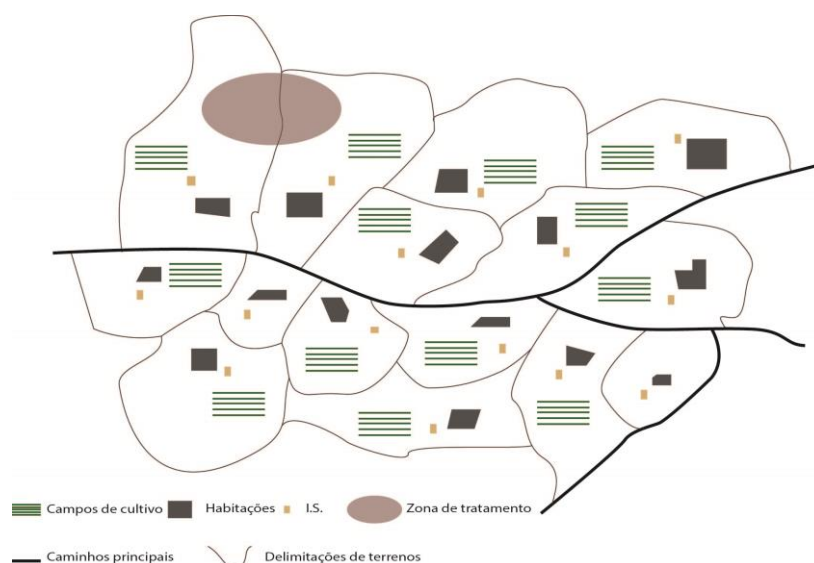 Campos de cultivo Habitações I.S. Zona de tratamento
Caminhos principais Delimitações de terrenos